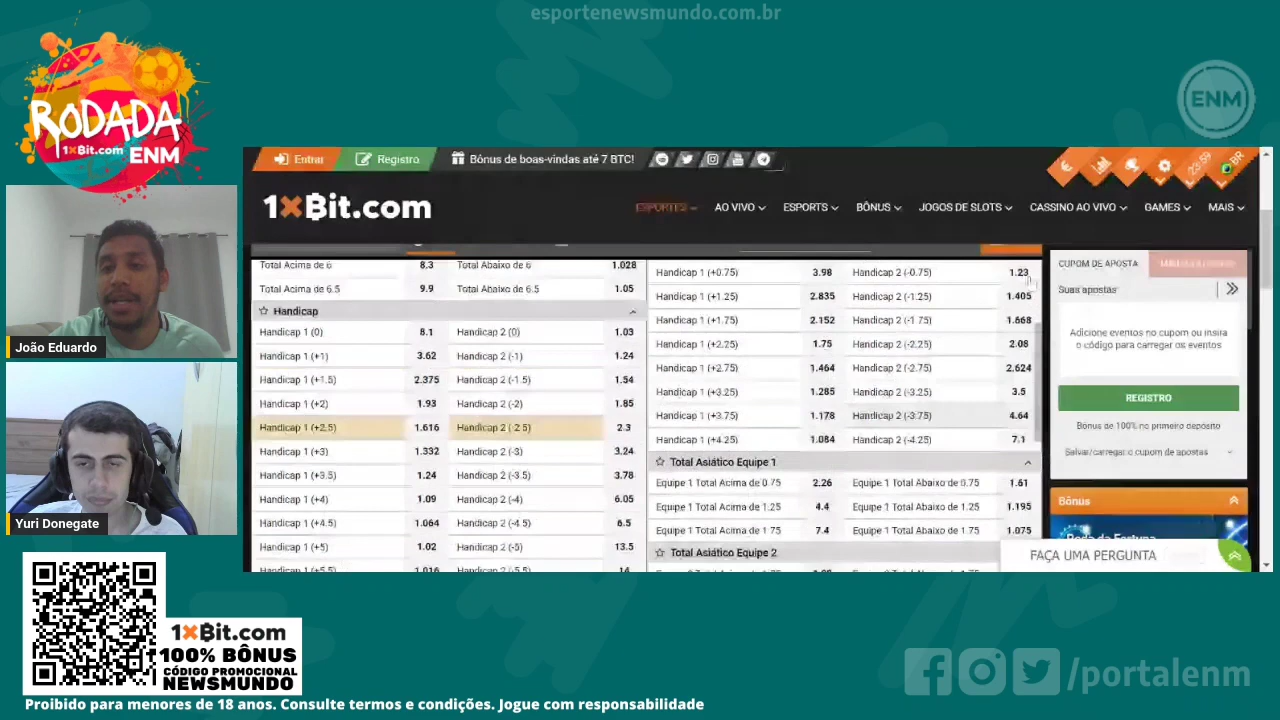 esportenewsmundo.com.br
RODADA
1xBit.com
ENM
ENM
Entrar
Registro
Bônus de boas-vindas até 7 BTC!
23:59
BR
1xBit.com
ESPORTES
AO VIVO
ESPORTS
BÔNUS
JOGOS DE SLOTS
CASSINO AO VIVO
GAMES
MAIS
Total Acima de 6 8.3 Total Abaixo de 6 1.028
Total Acima de 6.5 9.9 Total Abaixo de 6.5 1.05
Handicap
Handicap 1 (0) 8.1 Handicap 2 (0) 1.03
Handicap 1 (+1) 3.62 Handicap 2 (-1) 1.24
Handicap 1 (+1.5) 2.375 Handicap 2 (-1.5) 1.54
Handicap 1 (+2) 1.93 Handicap 2 (-2) 1.85
Handicap 1 (+2.5) 1.616 Handicap 2 (-2.5) 2.3
Handicap 1 (+3) 1.332 Handicap 2 (-3) 3.24
Handicap 1 (+3.5) 1.24 Handicap 2 (-3.5) 3.78
Handicap 1 (+4) 1.09 Handicap 2 (-4) 6.05
Handicap 1 (+4.5) 1.064 Handicap 2 (-4.5) 6.5
Handicap 1 (+5) 1.02 Handicap 2 (-5) 13.5
Handicap 1 (+5.5) 1.016 Handicap 2 (-5.5) 14
Handicap 1 (+0.75) 3.98 Handicap 2 (-0.75) 1.23
Handicap 1 (+1.25) 2.835 Handicap 2 (-1.25) 1.405
Handicap 1 (+1.75) 2.152 Handicap 2 (-1.75) 1.668
Handicap 1 (+2.25) 1.75 Handicap 2 (-2.25) 2.08
Handicap 1 (+2.75) 1.464 Handicap 2 (-2.75) 2.624
Handicap 1 (+3.25) 1.285 Handicap 2 (-3.25) 3.5
Handicap 1 (+3.75) 1.178 Handicap 2 (-3.75) 4.64
Handicap 1 (+4.25) 1.084 Handicap 2 (-4.25) 7.1
Total Asiático Equipe 1
Equipe 1 Total Acima de 0.75 2.26 Equipe 1 Total Abaixo de 0.75 1.61
Equipe 1 Total Acima de 1.25 4.4 Equipe 1 Total Abaixo de 1.25 1.195
Equipe 1 Total Acima de 1.75 7.4 Equipe 1 Total Abaixo de 1.75 1.075
Total Asiático Equipe 2
CUPOM DE APOSTA
Suas apostas
Adicione eventos no cupom ou insira
o código para carregar os eventos
REGISTRO
Bônus de 100% no primeiro depósito
Salvar/carregar o cupom de apostas
Bônus
Roda da Fortuna
FAÇA UMA PERGUNTA
João Eduardo
Yuri Donegate
1xBit.com
100% BÔNUS
CÓDIGO PROMOCIONAL
NEWSMUNDO
/portalenm
Proibido para menores de 18 anos. Consulte termos e condições. Jogue com responsabilidade